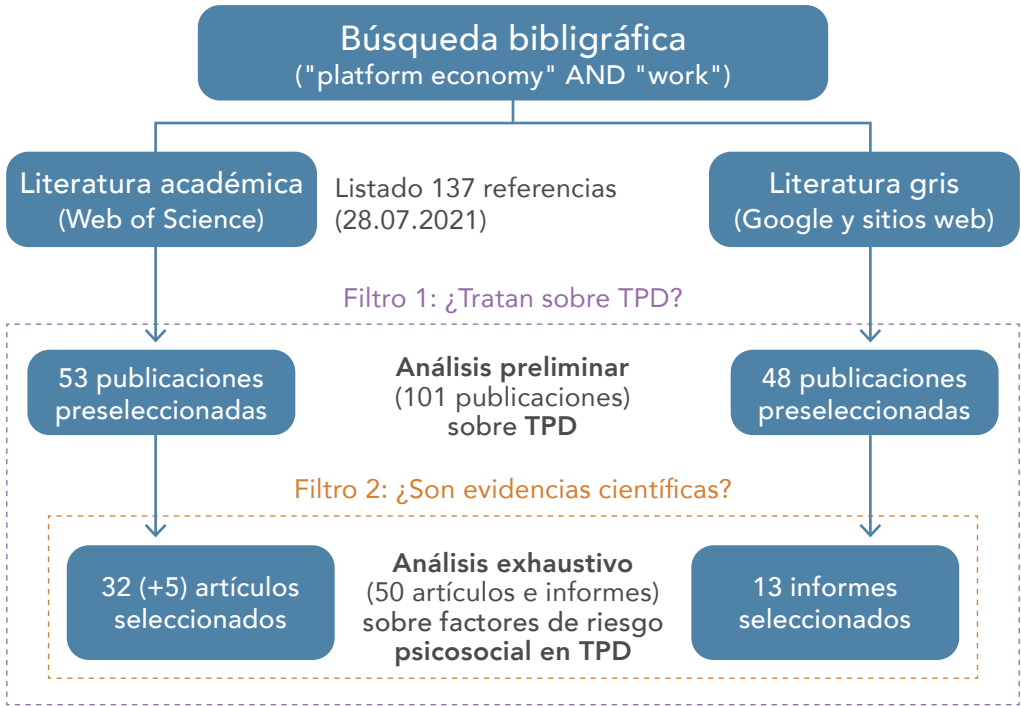 Búsqueda bibligráfica
("platform economy" AND "work")
Literatura académica
(Web of Science)
Listado 137 referencias
(28.07.2021)
Literatura gris
(Google y sitios web)
Filtro 1: ¿Tratan sobre TPD?
53 publicaciones
preseleccionadas
Análisis preliminar
(101 publicaciones)
sobre TPD
48 publicaciones
preseleccionadas
Filtro 2: ¿Son evidencias científicas?
32 (+5) artículos
seleccionados
Análisis exhaustivo
(50 artículos e informes)
sobre factores de riesgo
psicosocial en TPD
13 informes
seleccionados